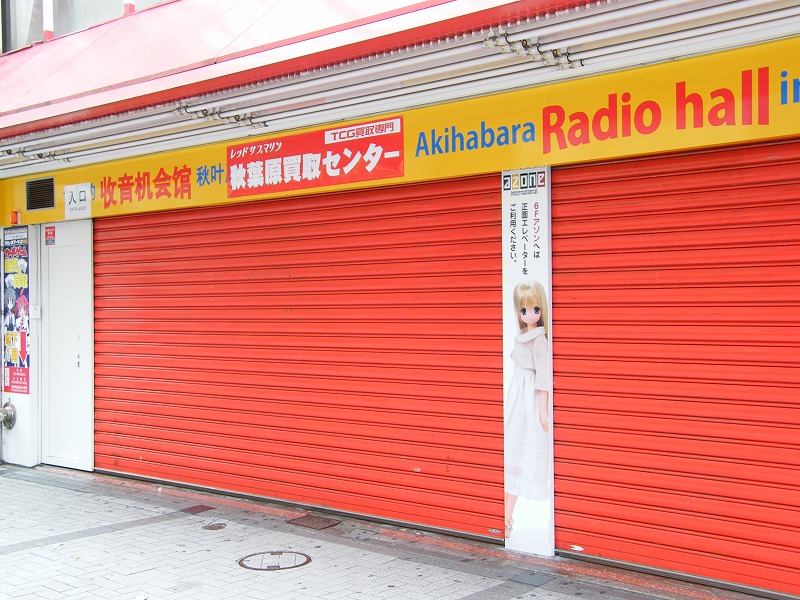 的 收音机会馆
秋叶
レッドサブマリン
TCG買取専門
秋葉原買取センター
Akihabara Radio hall in
入口
azone
international
6Fアゾンへは
正面エレベーターを
ご利用ください。